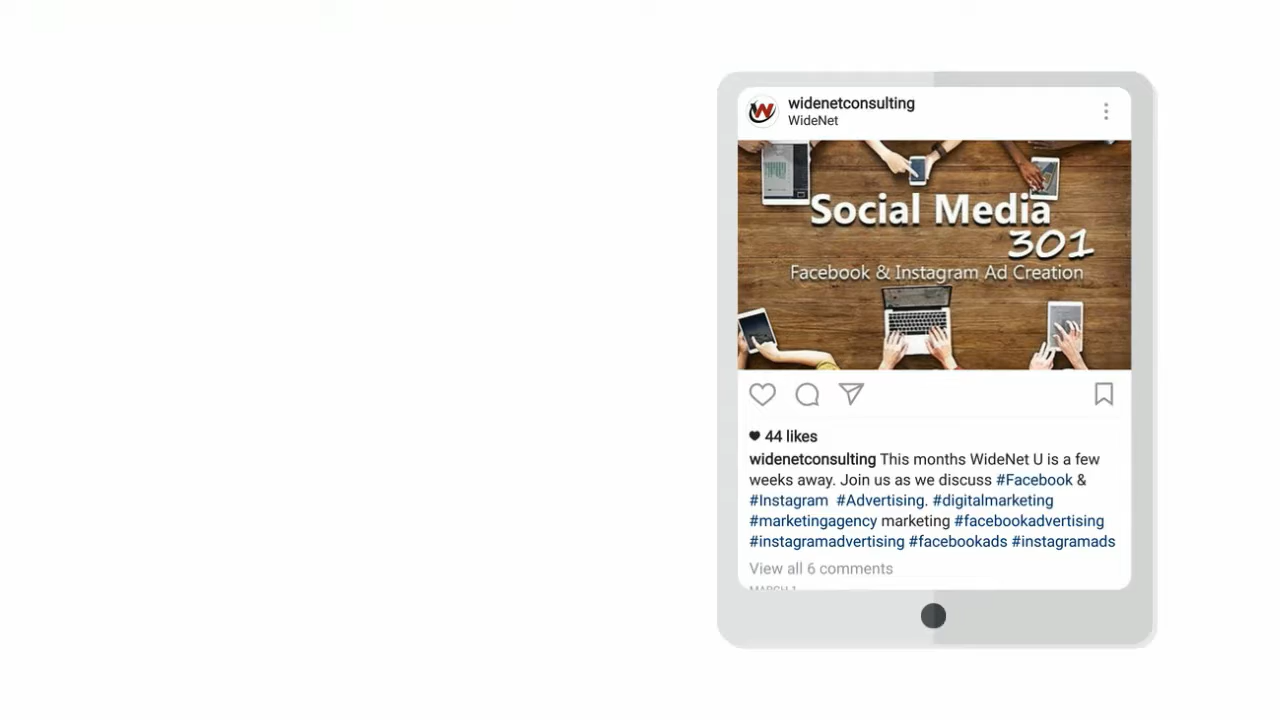 widenetconsulting
WideNet
Social Media
301
Facebook & Instagram Ad Creation
44 likes
widenetconsulting This months WideNet U is a few
weeks away. Join us as we discuss #Facebook &
#Instagram #Advertising. #digitalmarketing
#marketingagency marketing #facebookadvertising
#instagramadvertising #facebookads #instagramads
View all 6 comments
MARCH 1